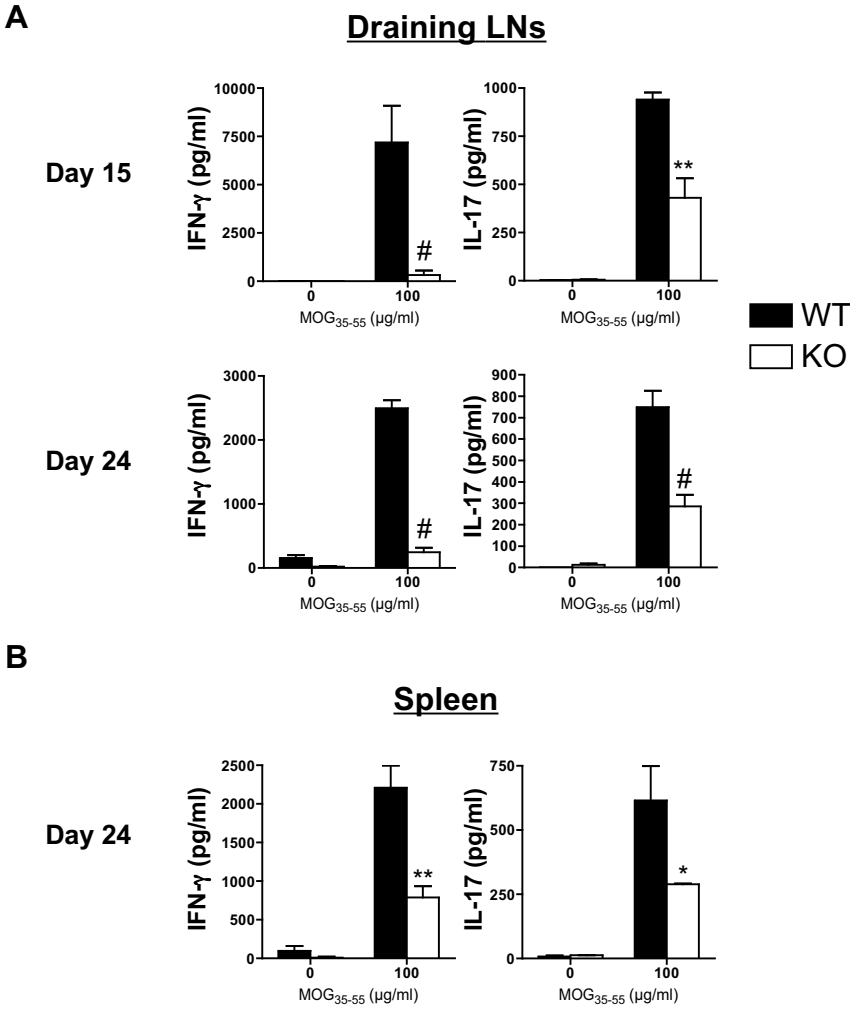 A
Draining LNs
Day 15
IFN-γ (pg/ml)
10000
7500
5000
2500
0
#
0 100
MOG35-55 (µg/ml)
IL-17 (pg/ml)
1000
750
500
250
0
**
0 100
MOG35-55 (µg/ml)
WT
KO
Day 24
IFN-γ (pg/ml)
3000
2000
1000
0
#
0 100
MOG35-55 (µg/ml)
IL-17 (pg/ml)
900
800
700
600
500
400
300
200
100
0
#
0 100
MOG35-55 (µg/ml)
B
Spleen
Day 24
IFN-γ (pg/ml)
2500
2000
1500
1000
500
0
**
0 100
MOG35-55 (µg/ml)
IL-17 (pg/ml)
750
500
250
0
*
0 100
MOG35-55 (µg/ml)